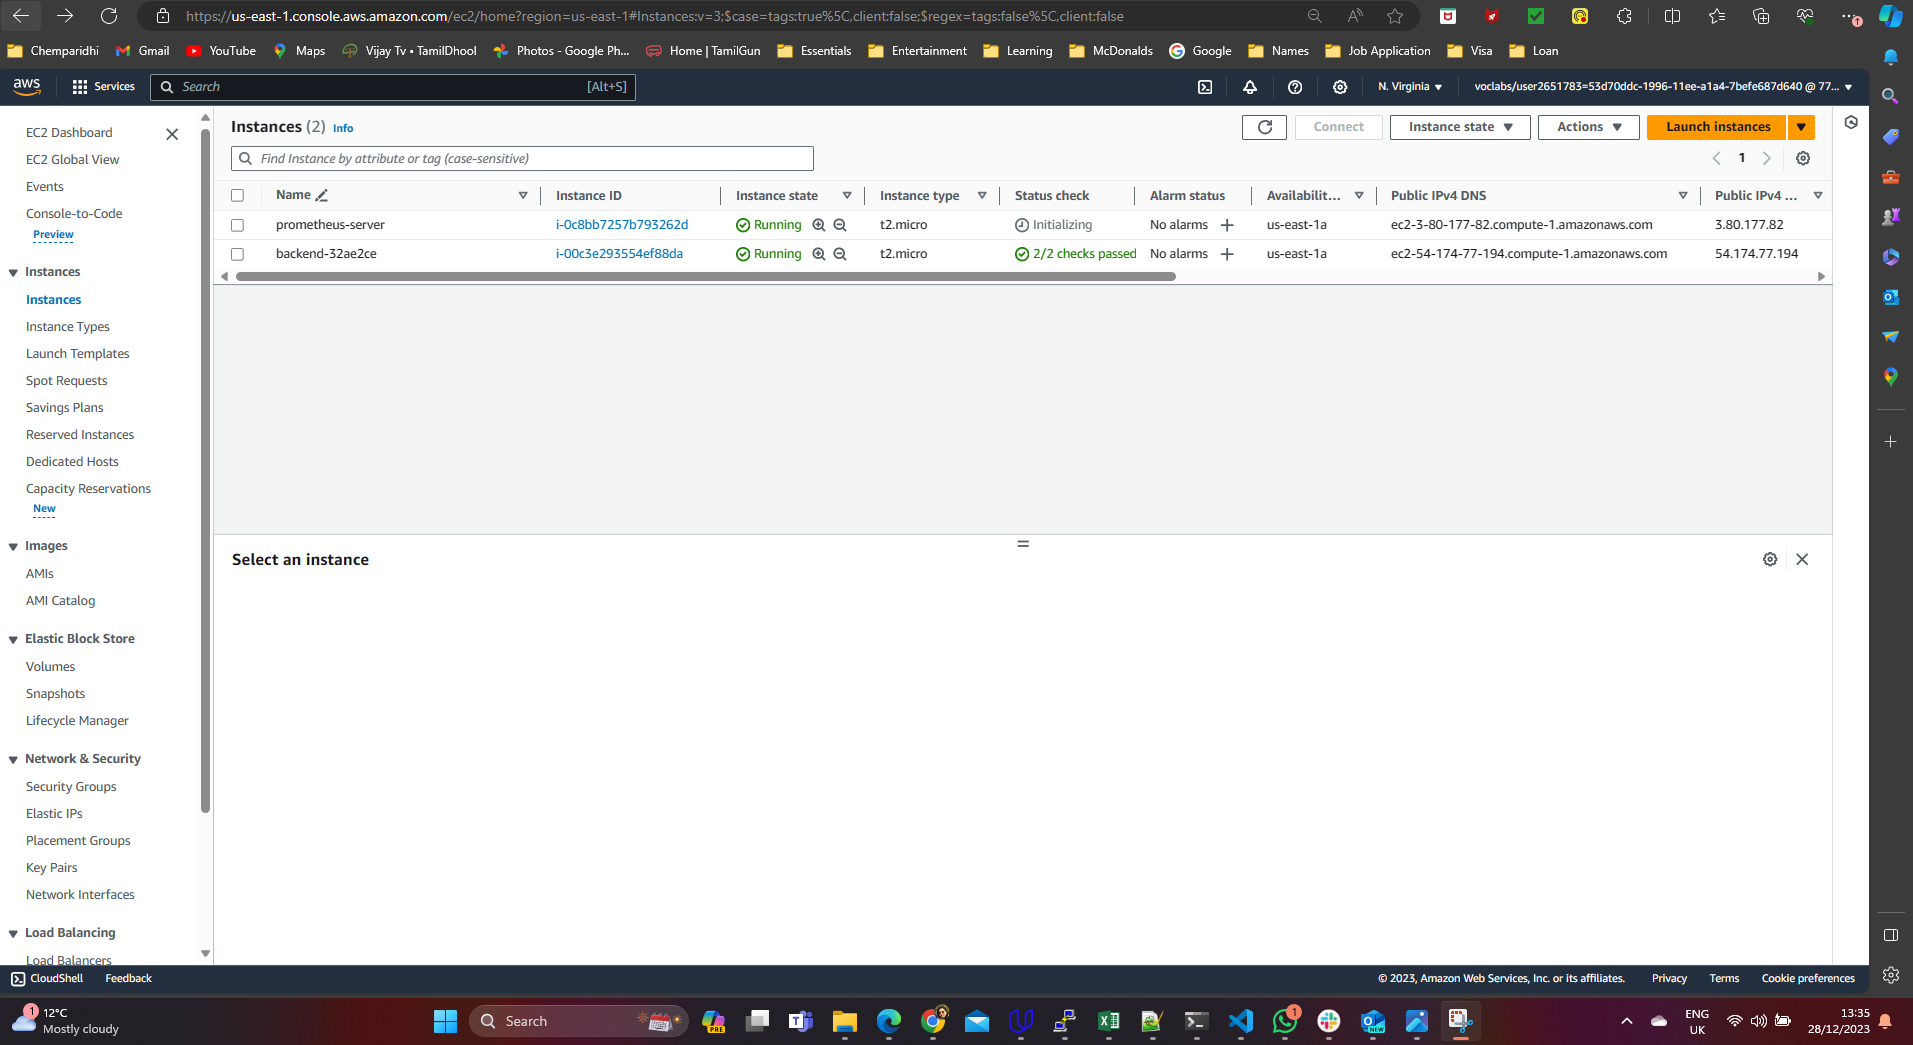 https://us-east-1.console.aws.amazon.com/ec2/home?region=us-east-1#Instances:v=3;$case=tags:true%5C,client:false;$regex=tags:false%5C,client:false
Chemparidhi Gmail YouTube Maps Vijay Tv • TamilDhool Photos - Google Ph... Home | TamilGun Essentials Entertainment Learning McDonalds Google Names Job Application Visa Loan
aws Services Search [Alt+S] N. Virginia voclabs/user2651783=53d70ddc-1996-11ee-a1a4-7befe687d640 @ 77...
EC2 Dashboard
EC2 Global View
Events
Console-to-Code
Preview
Instances
Instances
Instance Types
Launch Templates
Spot Requests
Savings Plans
Reserved Instances
Dedicated Hosts
Capacity Reservations
New
Images
AMIs
AMI Catalog
Elastic Block Store
Volumes
Snapshots
Lifecycle Manager
Network & Security
Security Groups
Elastic IPs
Placement Groups
Key Pairs
Network Interfaces
Load Balancing
Load Balancers
Instances (2) Info Connect Instance state Actions Launch instances
Find Instance by attribute or tag (case-sensitive) 1
Name Instance ID Instance state Instance type Status check Alarm status Availabilit... Public IPv4 DNS Public IPv4 ...
prometheus-server i-0c8bb7257b793262d Running t2.micro Initializing No alarms us-east-1a ec2-3-80-177-82.compute-1.amazonaws.com 3.80.177.82
backend-32ae2ce i-00c3e293554ef88da Running t2.micro 2/2 checks passed No alarms us-east-1a ec2-54-174-77-194.compute-1.amazonaws.com 54.174.77.194
Select an instance
CloudShell Feedback © 2023, Amazon Web Services, Inc. or its affiliates. Privacy Terms Cookie preferences
1 12°C
Mostly cloudy
Search PRE 1 NEW
ENG
UK
13:35
28/12/2023